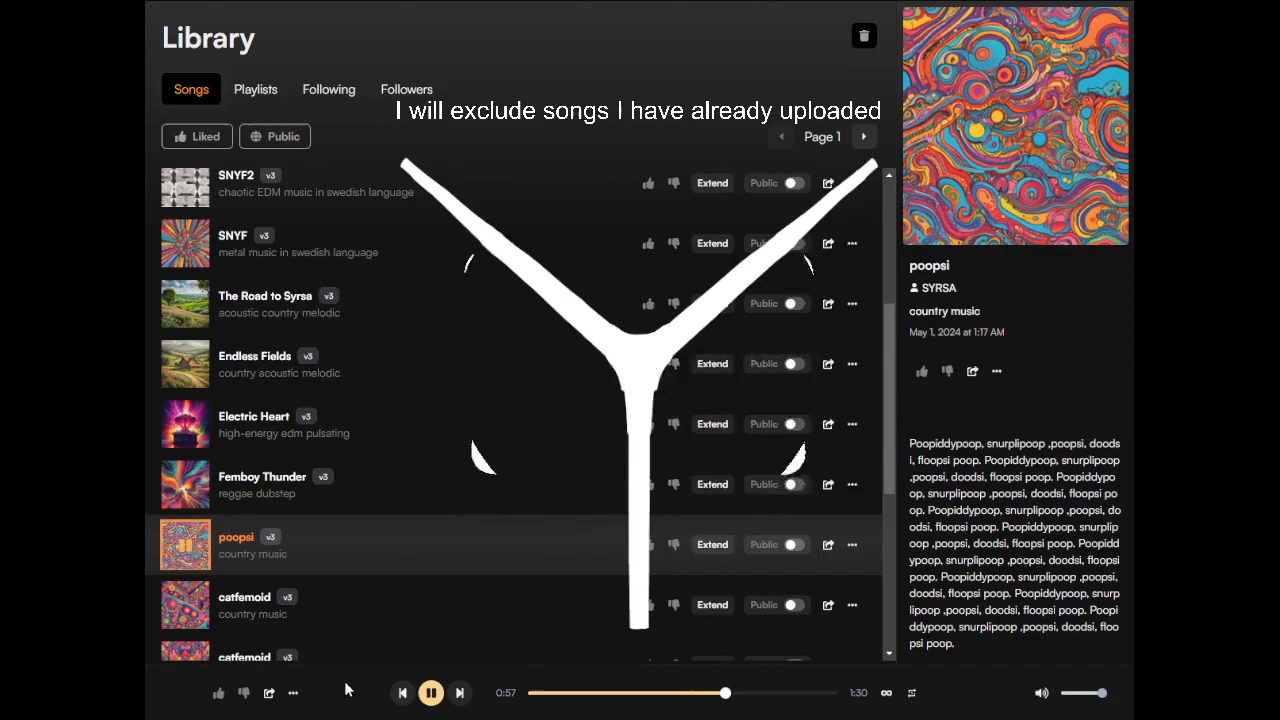 Library
Songs Playlists Following Followers
I will exclude songs I have already uploaded
Liked Public Page 1
SNYF2 v3
chaotic EDM music in swedish language
Extend Public
SNYF v3
metal music in swedish language
Extend
The Road to Syrsa v3
acoustic country melodic
Extend Public
Endless Fields v3
country acoustic melodic
Extend Public
Electric Heart v3
high-energy edm pulsating
Extend Public
Femboy Thunder v3
reggae dubstep
Extend Public
poopsi v3
country music
Extend Public
catfemoid v3
country music
Extend Public
catfemoid v3
poopsi
SYRSA
country music
May 1, 2024 at 1:17 AM
Poopiddypoop, snurplipoop ,poopsi, doods
i, floopsi poop. Poopiddypoop, snurplipoop
,poopsi, doodsi, floopsi poop. Poopiddypo
op, snurplipoop ,poopsi, doodsi, floopsi po
op. Poopiddypoop, snurplipoop ,poopsi, do
odsi, floopsi poop. Poopiddypoop, snurplip
oop ,poopsi, doodsi, floopsi poop. Poopidd
ypoop, snurplipoop ,poopsi, doodsi, floopsi
poop. Poopiddypoop, snurplipoop ,poopsi,
doodsi, floopsi poop. Poopiddypoop, snurp
lipoop ,poopsi, doodsi, floopsi poop. Poopi
ddypoop, snurplipoop ,poopsi, doodsi, floo
psi poop.
0:57 1:30